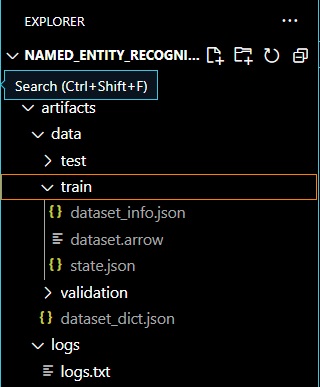 EXPLORER
NAMED_ENTITY_RECOGNI...
Search (Ctrl+Shift+F)
artifacts
data
test
train
dataset_info.json
dataset.arrow
state.json
validation
dataset_dict.json
logs
logs.txt